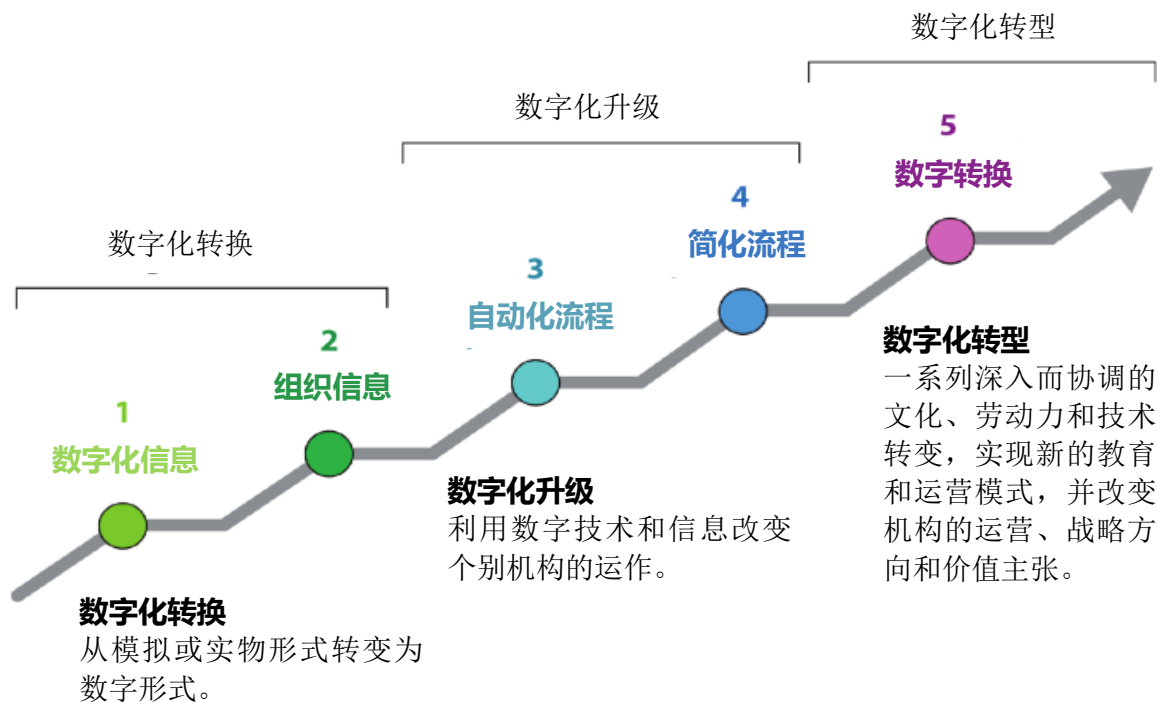 数字化转型
数字化升级
5
数字转换
4
简化流程
数字化转换
3
自动化流程
2
组织信息
1
数字化信息
数字化转型
一系列深入而协调的
文化、劳动力和技术
转变，实现新的教育
和运营模式，并改变
机构的运营、战略方
向和价值主张。
数字化升级
利用数字技术和信息改变
个别机构的运作。
数字化转换
从模拟或实物形式转变为
数字形式。